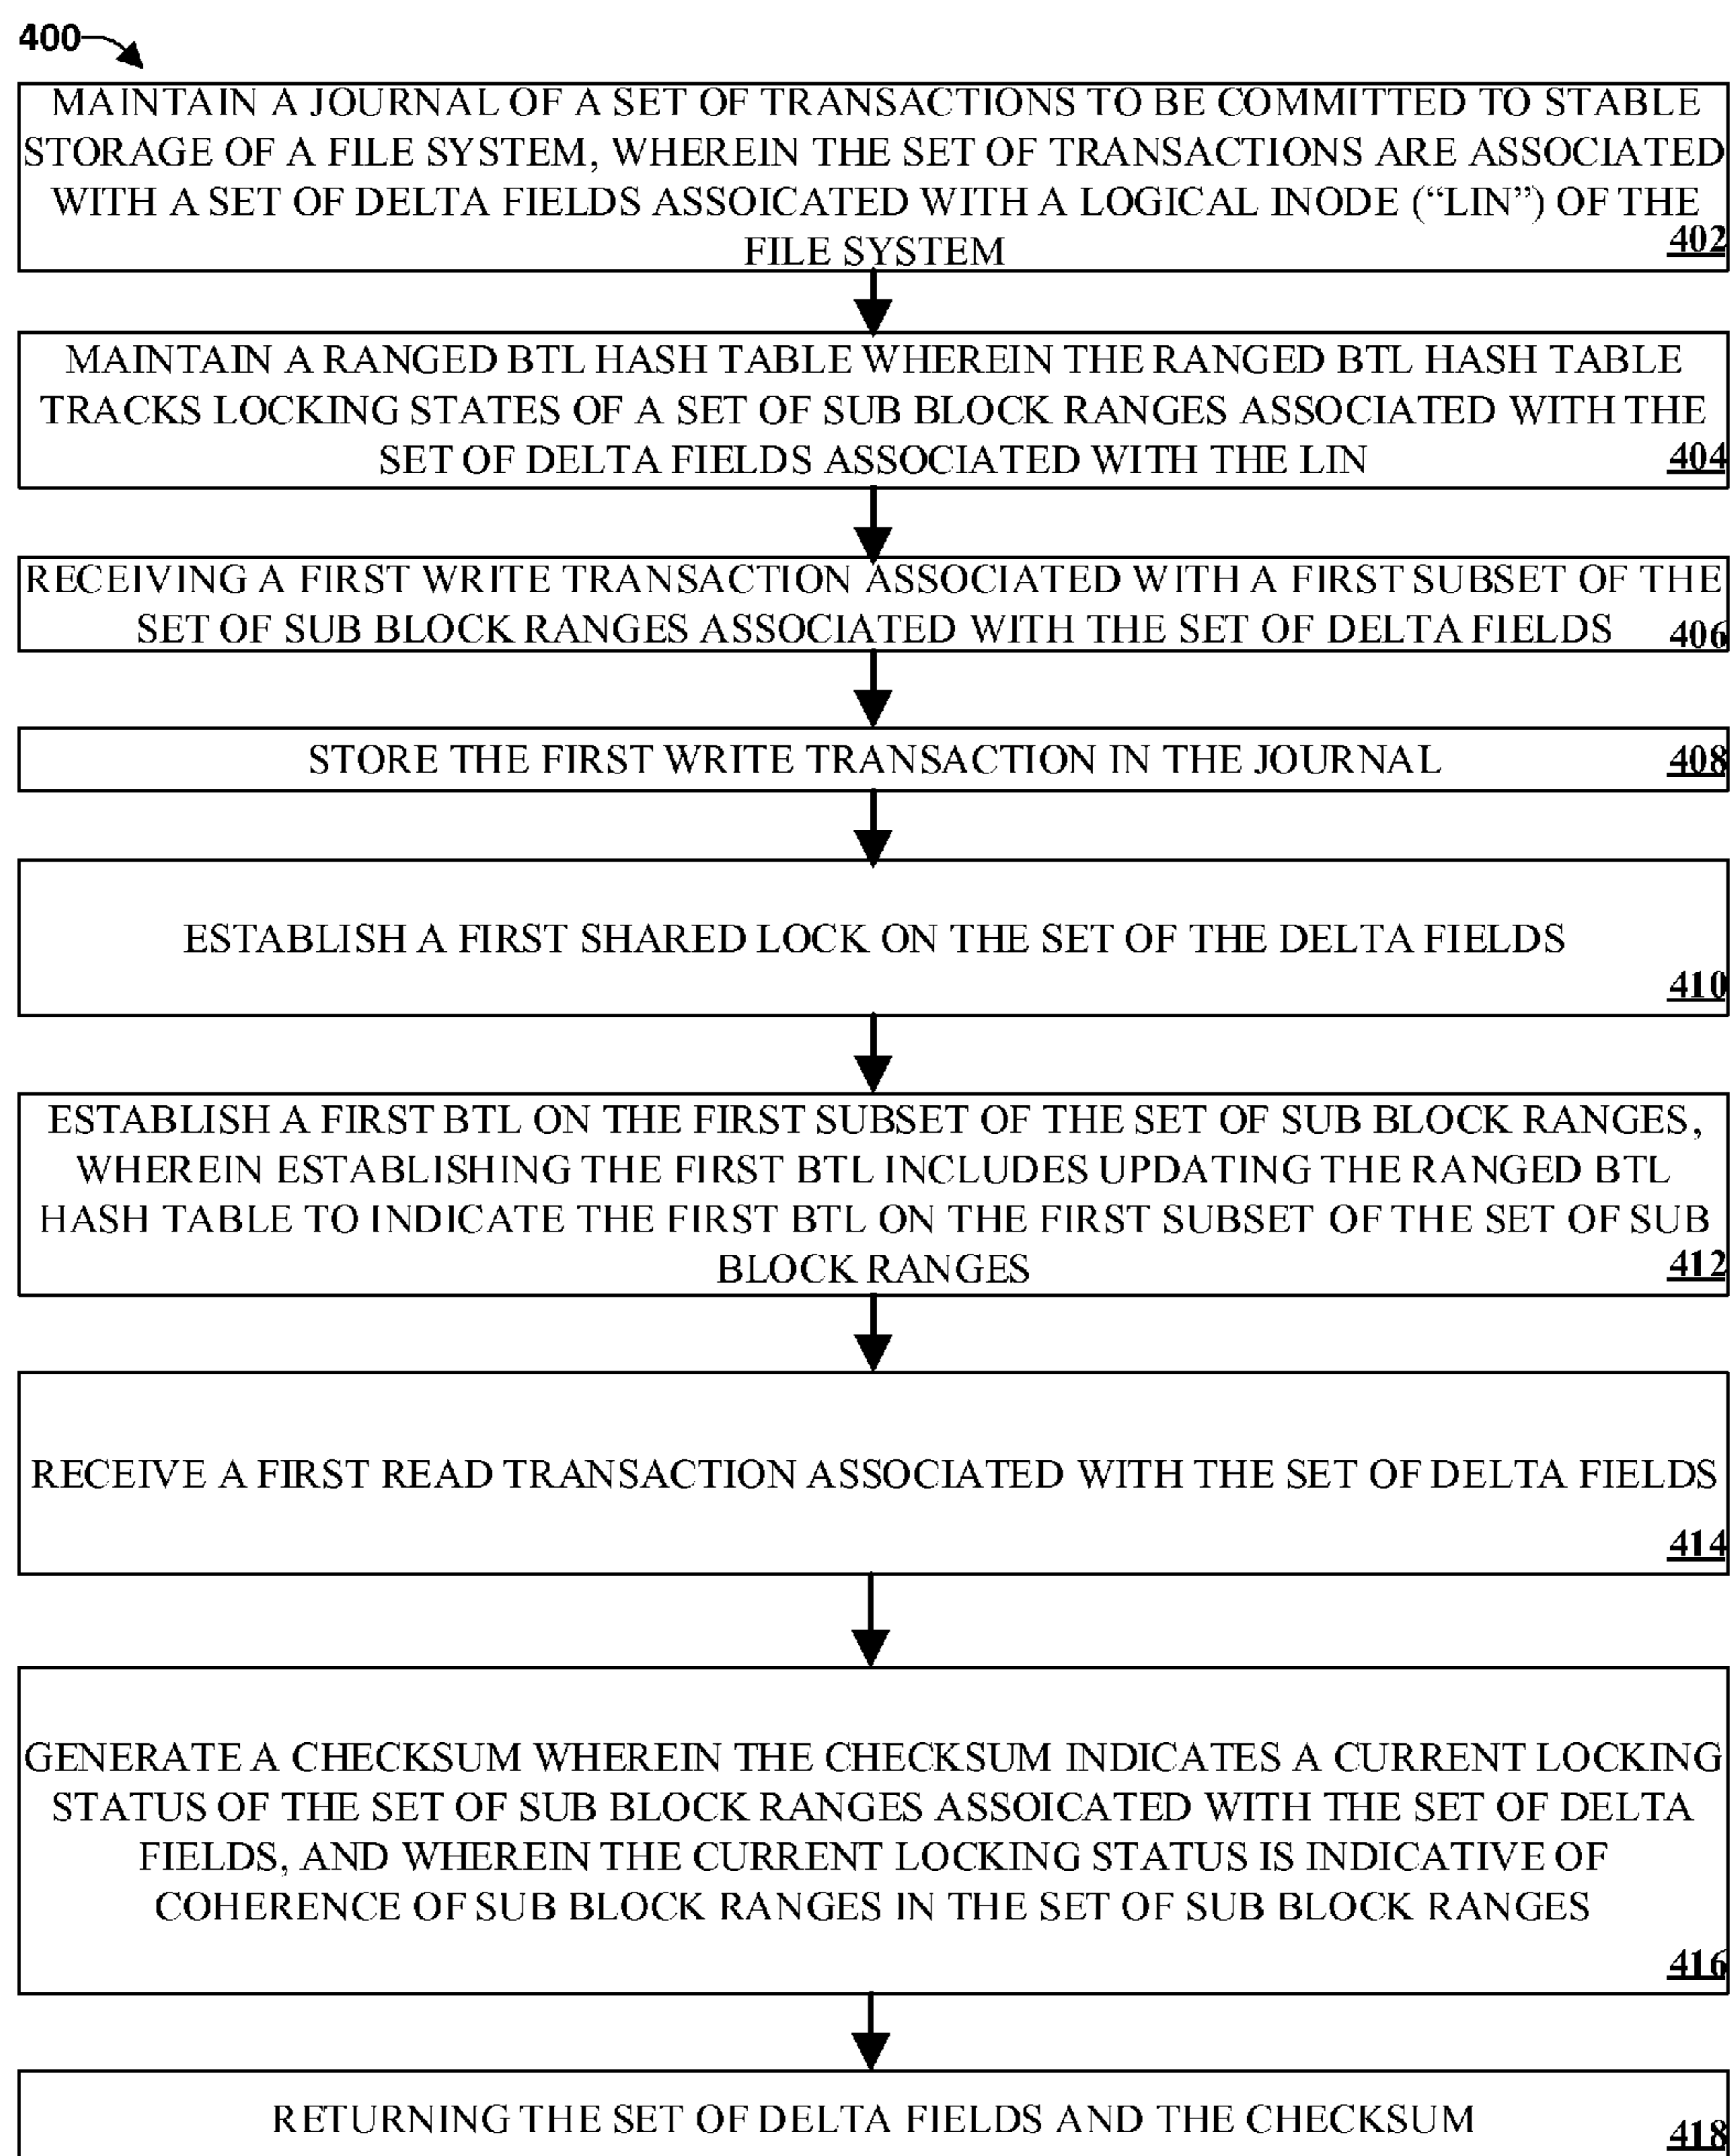 400
MAINTAIN A JOURNAL OF A SET OF TRANSACTIONS TO BE COMMITTED TO STABLE
STORAGE OF A FILE SYSTEM, WHEREIN THE SET OF TRANSACTIONS ARE ASSOCIATED
WITH A SET OF DELTA FIELDS ASSOICATED WITH A LOGICAL INODE (“LIN”) OF THE
FILE SYSTEM
402
MAINTAIN A RANGED BTL HASH TABLE WHEREIN THE RANGED BTL HASH TABLE
TRACKS LOCKING STATES OF A SET OF SUB BLOCK RANGES ASSOCIATED WITH THE
SET OF DELTA FIELDS ASSOCIATED WITH THE LIN
404
RECEIVING A FIRST WRITE TRANSACTION ASSOCIATED WITH A FIRST SUBSET OF THE
SET OF SUB BLOCK RANGES ASSOCIATED WITH THE SET OF DELTA FIELDS
406
STORE THE FIRST WRITE TRANSACTION IN THE JOURNAL
408
ESTABLISH A FIRST SHARED LOCK ON THE SET OF THE DELTA FIELDS
410
ESTABLISH A FIRST BTL ON THE FIRST SUBSET OF THE SET OF SUB BLOCK RANGES,
WHEREIN ESTABLISHING THE FIRST BTL INCLUDES UPDATING THE RANGED BTL
HASH TABLE TO INDICATE THE FIRST BTL ON THE FIRST SUBSET OF THE SET OF SUB
BLOCK RANGES
412
RECEIVE A FIRST READ TRANSACTION ASSOCIATED WITH THE SET OF DELTA FIELDS
414
GENERATE A CHECKSUM WHEREIN THE CHECKSUM INDICATES A CURRENT LOCKING
STATUS OF THE SET OF SUB BLOCK RANGES ASSOICATED WITH THE SET OF DELTA
FIELDS, AND WHEREIN THE CURRENT LOCKING STATUS IS INDICATIVE OF
COHERENCE OF SUB BLOCK RANGES IN THE SET OF SUB BLOCK RANGES
416
RETURNING THE SET OF DELTA FIELDS AND THE CHECKSUM
418